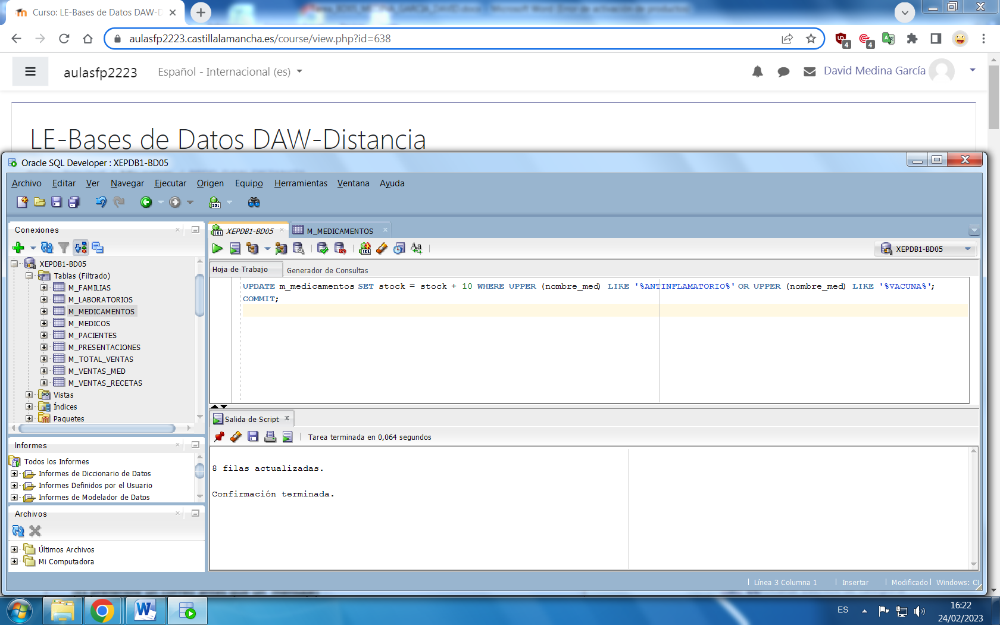 Curso: LE-Bases de Datos DAW-D
aulasfp2223.castillalamancha.es/course/view.php?id=638
4
4
aulasfp2223
Español - Internacional (es)
David Medina García
LE-Bases de Datos DAW-Distancia
Oracle SQL Developer : XEPDB1-BD05
Archivo Editar Ver Navegar Ejecutar Origen Equipo Herramientas Ventana Ayuda
Conexiones
XEPDB1-BD05
Tablas (Filtrado)
M_FAMILIAS
M_LABORATORIOS
M_MEDICAMENTOS
M_MEDICOS
M_PACIENTES
M_PRESENTACIONES
M_TOTAL_VENTAS
M_VENTAS_MED
M_VENTAS_RECETAS
Vistas
Índices
Paquetes
Informes
Todos los Informes
Informes de Diccionario de Datos
Informes Definidos por el Usuario
Informes de Modelador de Datos
Archivos
Últimos Archivos
Mi Computadora
XEPDB1-BD05
M_MEDICAMENTOS
XEPDB1-BD05
Hoja de Trabajo
Generador de Consultas
UPDATE m_medicamentos SET stock = stock + 10 WHERE UPPER (nombre_med) LIKE '%ANTINFLAMATORIO%' OR UPPER (nombre_med) LIKE '%VACUNA%';
COMMIT;
Salida de Script
Tarea terminada en 0,064 segundos
8 filas actualizadas.
Confirmación terminada.
Línea 3 Columna 1
Insertar
Modificado
Windows: Cl
ES
16:22
24/02/2023